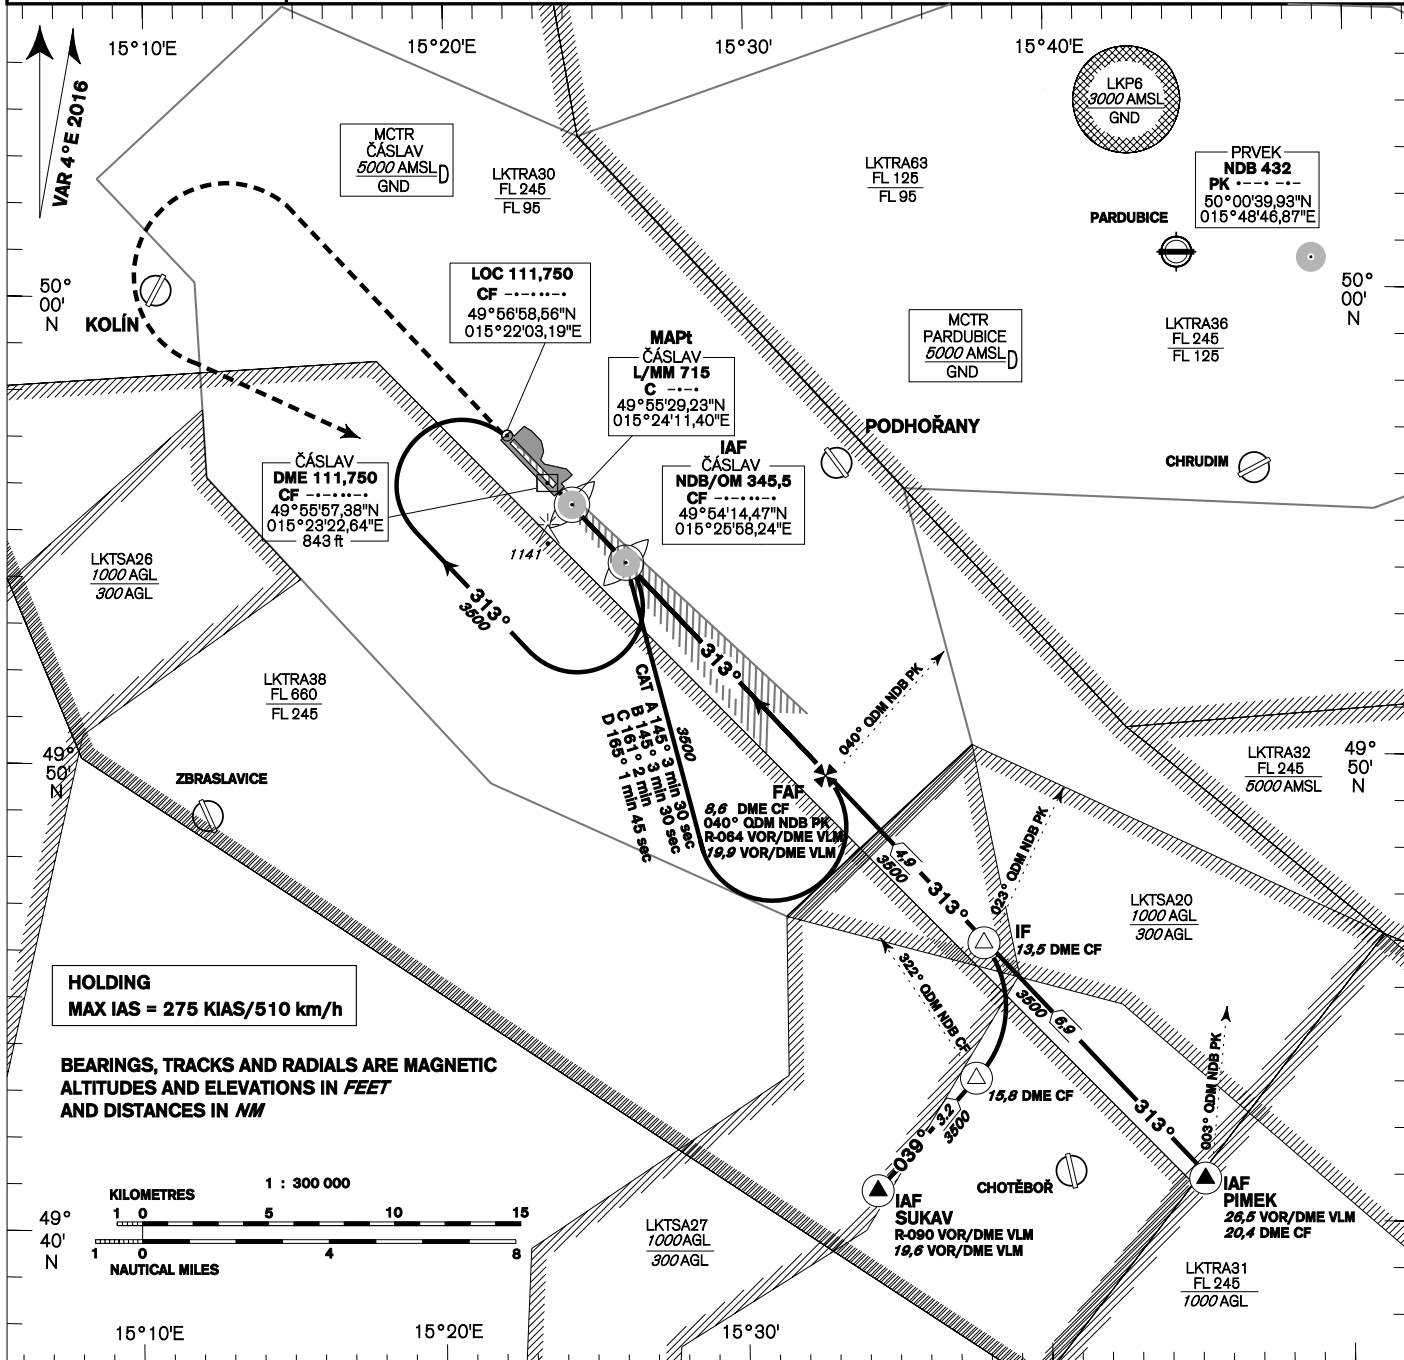 15°10'E
15°20'E
15°30'
15°40'E
VAR 4°E 2016
LKP6
3000 AMSL
GND
MCTR
ČÁSLAV
5000 AMSL D
GND
LKTRA30
FL 245
FL 95
LKTRA63
FL 125
FL 95
PRVEK
NDB 432
PK ·--· -·-
50°00'39,93"N
015°48'46,87"E
PARDUBICE
50°
00'
N
KOLÍN
LOC 111,750
CF -·-· ··-·
49°56'58,56"N
015°22'03,19"E
MAPt
ČÁSLAV
L/MM 715
C -·-·
49°55'29,23"N
015°24'11,40"E
MCTR
PARDUBICE
5000 AMSL D
GND
LKTRA36
FL 245
FL 125
50°
00'
N
PODHOŘANY
CHRUDIM
IAF
ČÁSLAV
NDB/OM 345,5
CF -·-· ··-·
49°54'14,47"N
015°25'58,24"E
ČÁSLAV
DME 111,750
CF -·-· ··-·
49°55'57,38"N
015°23'22,64"E
843 ft
1141
LKTSA26
1000 AGL
300 AGL
313°
3500
LKTRA38
FL 660
FL 245
313°
040° QDM NDB PK
3500
CAT A 145° 3 min 30 sec
B 145° 3 min 30 sec
C 161° 2 min
D 165° 1 min 45 sec
49°
50'
N
ZBRASLAVICE
FAF
8,6 DME CF
040° QDM NDB PK
R-064 VOR/DME VLM
19,9 VOR/DME VLM
LKTRA32
FL 245
5000 AMSL
49°
50'
N
4,9
3500
313°
023° QDM NDB PK
LKTSA20
1000 AGL
300 AGL
IF
13,5 DME CF
322° QDM NDB CF
3500
6,9
HOLDING
MAX IAS = 275 KIAS/510 km/h
BEARINGS, TRACKS AND RADIALS ARE MAGNETIC
ALTITUDES AND ELEVATIONS IN FEET
AND DISTANCES IN NM
15,8 DME CF
039°
3.2
3500
313°
003° QDM NDB PK
CHOTĚBOŘ
IAF
SUKAV
R-090 VOR/DME VLM
19,6 VOR/DME VLM
IAF
PIMEK
26,5 VOR/DME VLM
20,4 DME CF
1 : 300 000
KILOMETRES
1 0 5 10 15
1 0 4 8
NAUTICAL MILES
49°
40'
N
LKTSA27
1000 AGL
300 AGL
LKTRA31
FL 245
1000 AGL
15°10'E
15°20'E
15°30'